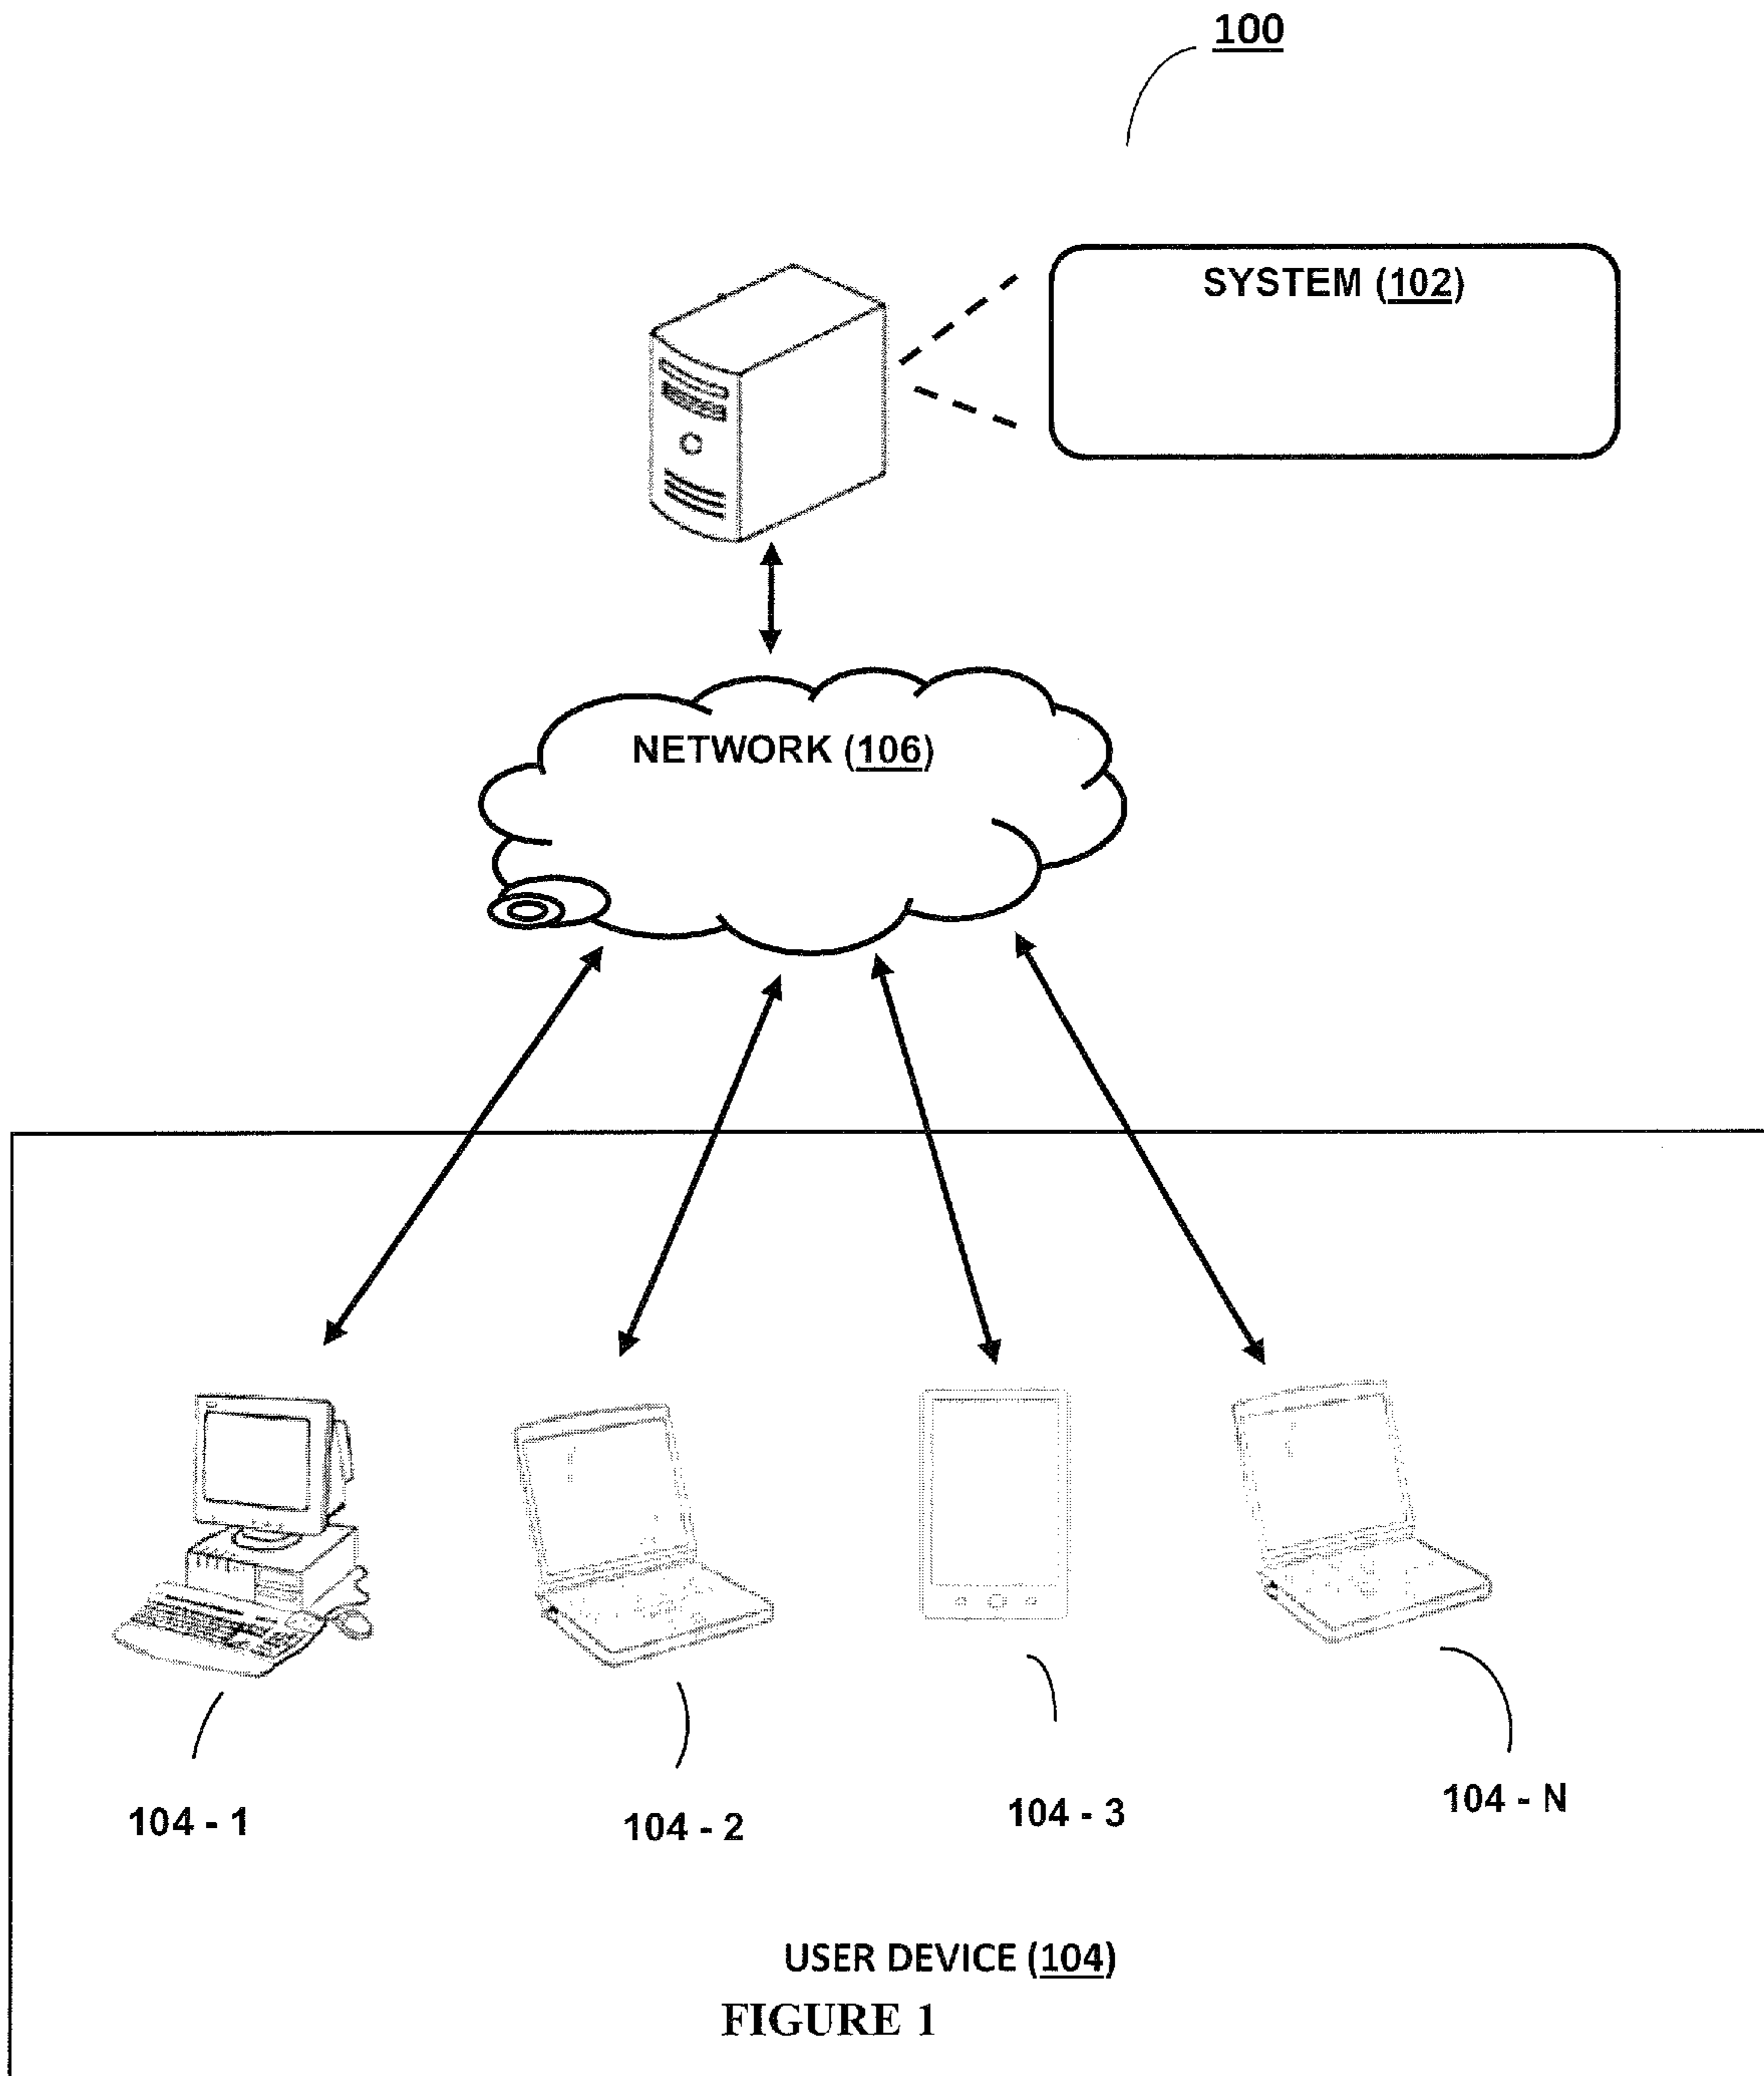 100
SYSTEM (102)
NETWORK (106)
104 - 1
104 - 2
104 - 3
104 - N
USER DEVICE (104)
FIGURE 1